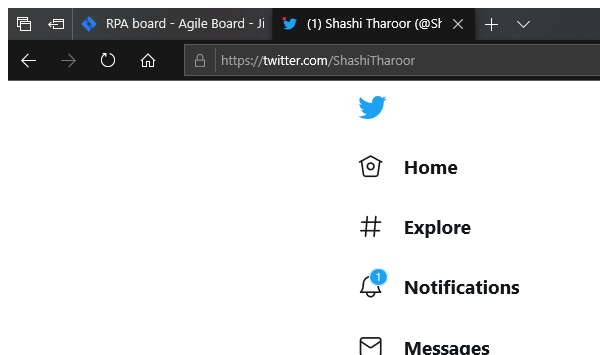 RPA board - Agile Board - Ji
(1) Shashi Tharoor (@Sh
https://twitter.com/ShashiTharoor
Home
Explore
1
Notifications
Messages